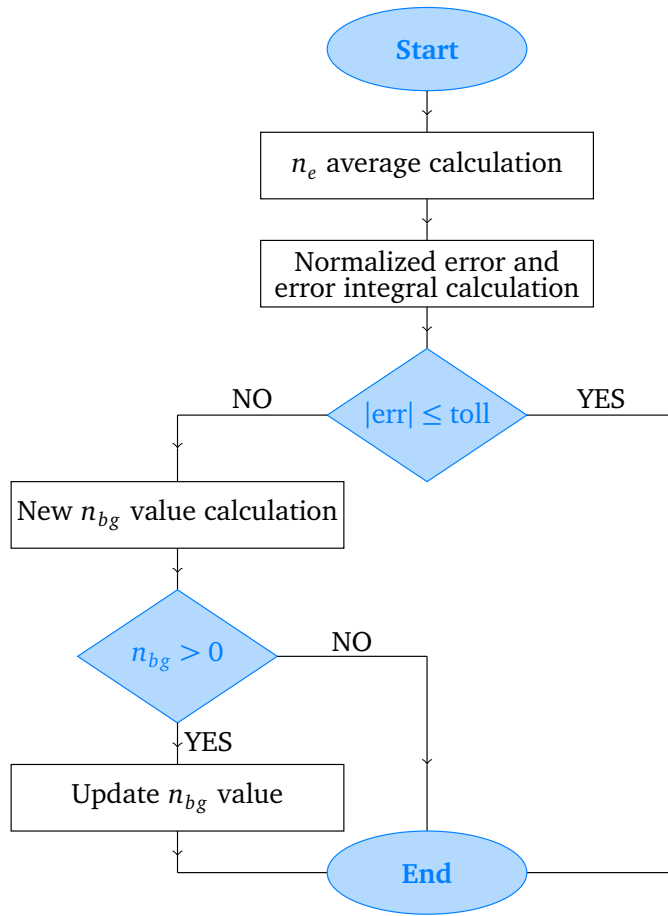 Start
n_e average calculation
Normalized error and
error integral calculation
|err| ≤ toll
NO
YES
New n_bg value calculation
n_bg > 0
NO
YES
Update n_bg value
End